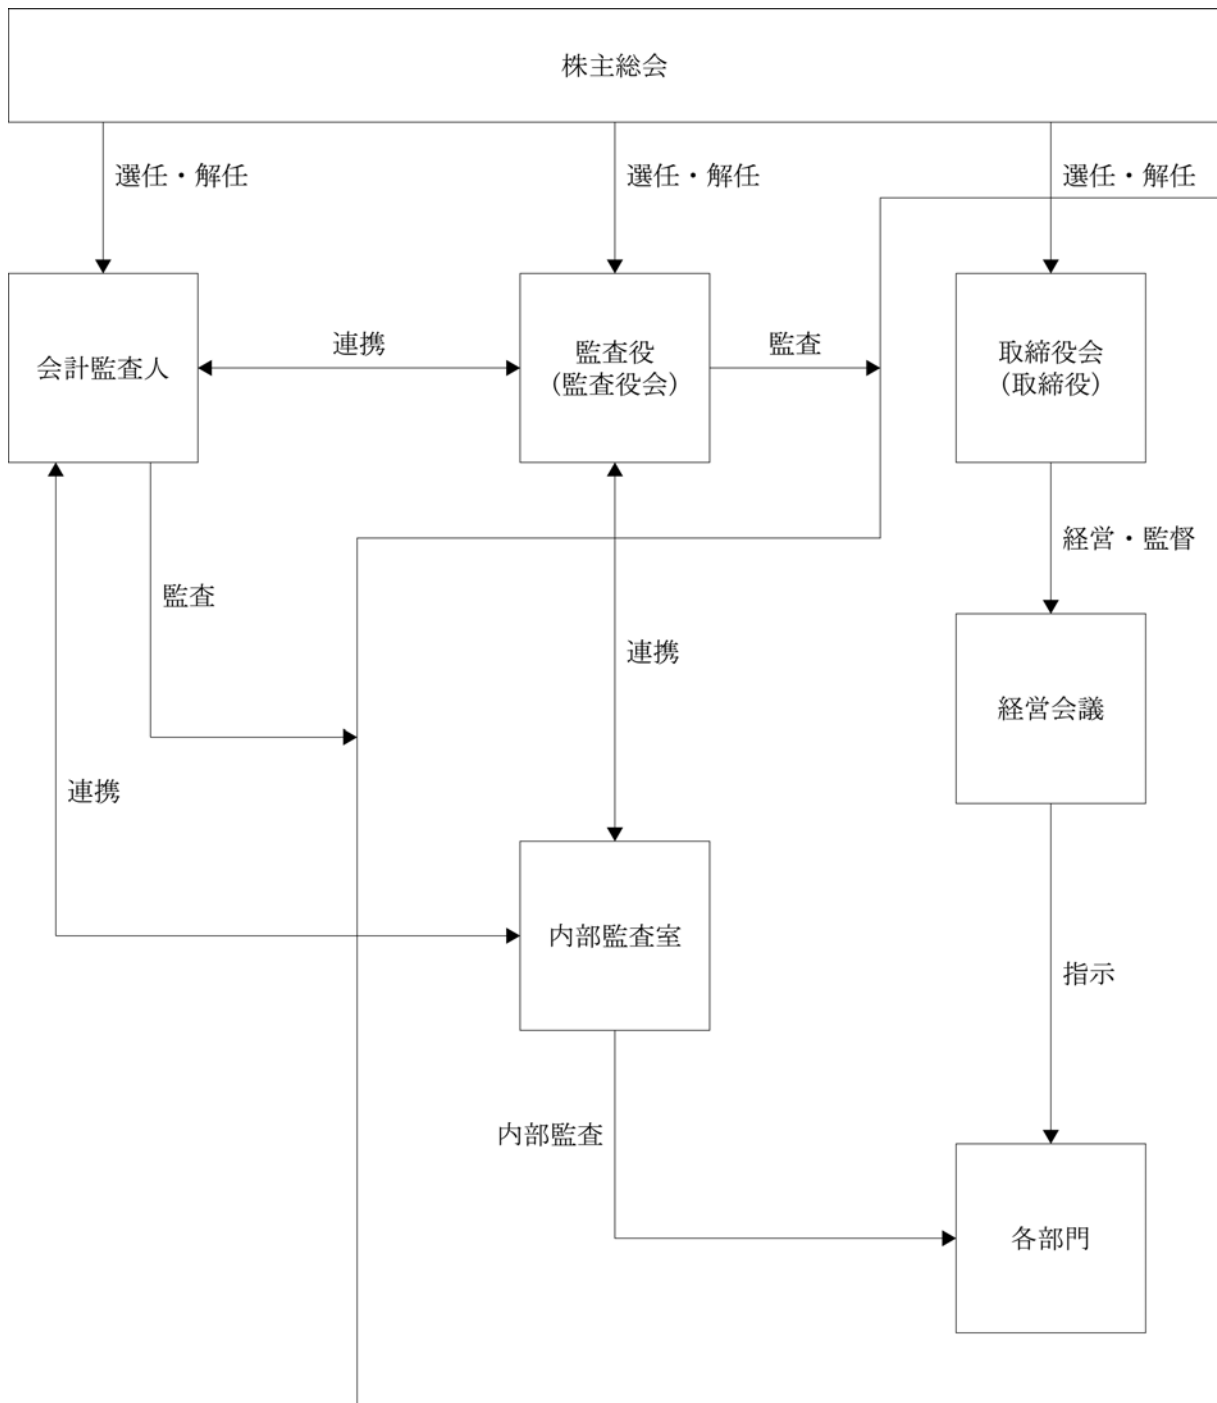 株主総会
選任・解任
選任・解任
選任・解任
会計監査人
連携
監査役
(監査役会)
監査
取締役会
(取締役)
経営・監督
監査
連携
経営会議
連携
内部監査室
指示
内部監査
各部門